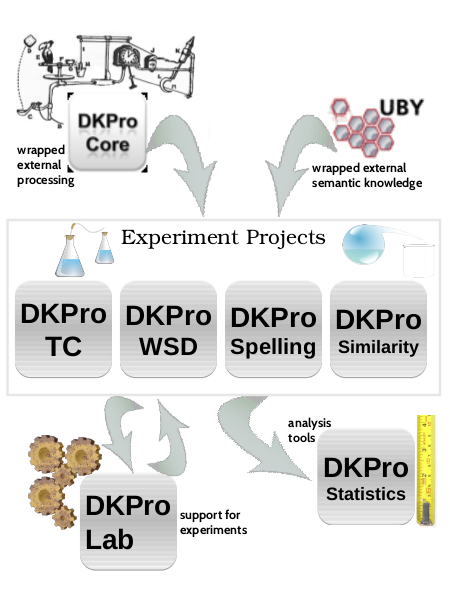 DKPro
Core
wrapped
external
processing
UBY
wrapped external
semantic knowledge
Experiment Projects
DKPro
TC
DKPro
WSD
DKPro
Spelling
DKPro
Similarity
analysis
tools
DKPro
Statistics
DKPro
Lab
support for
experiments